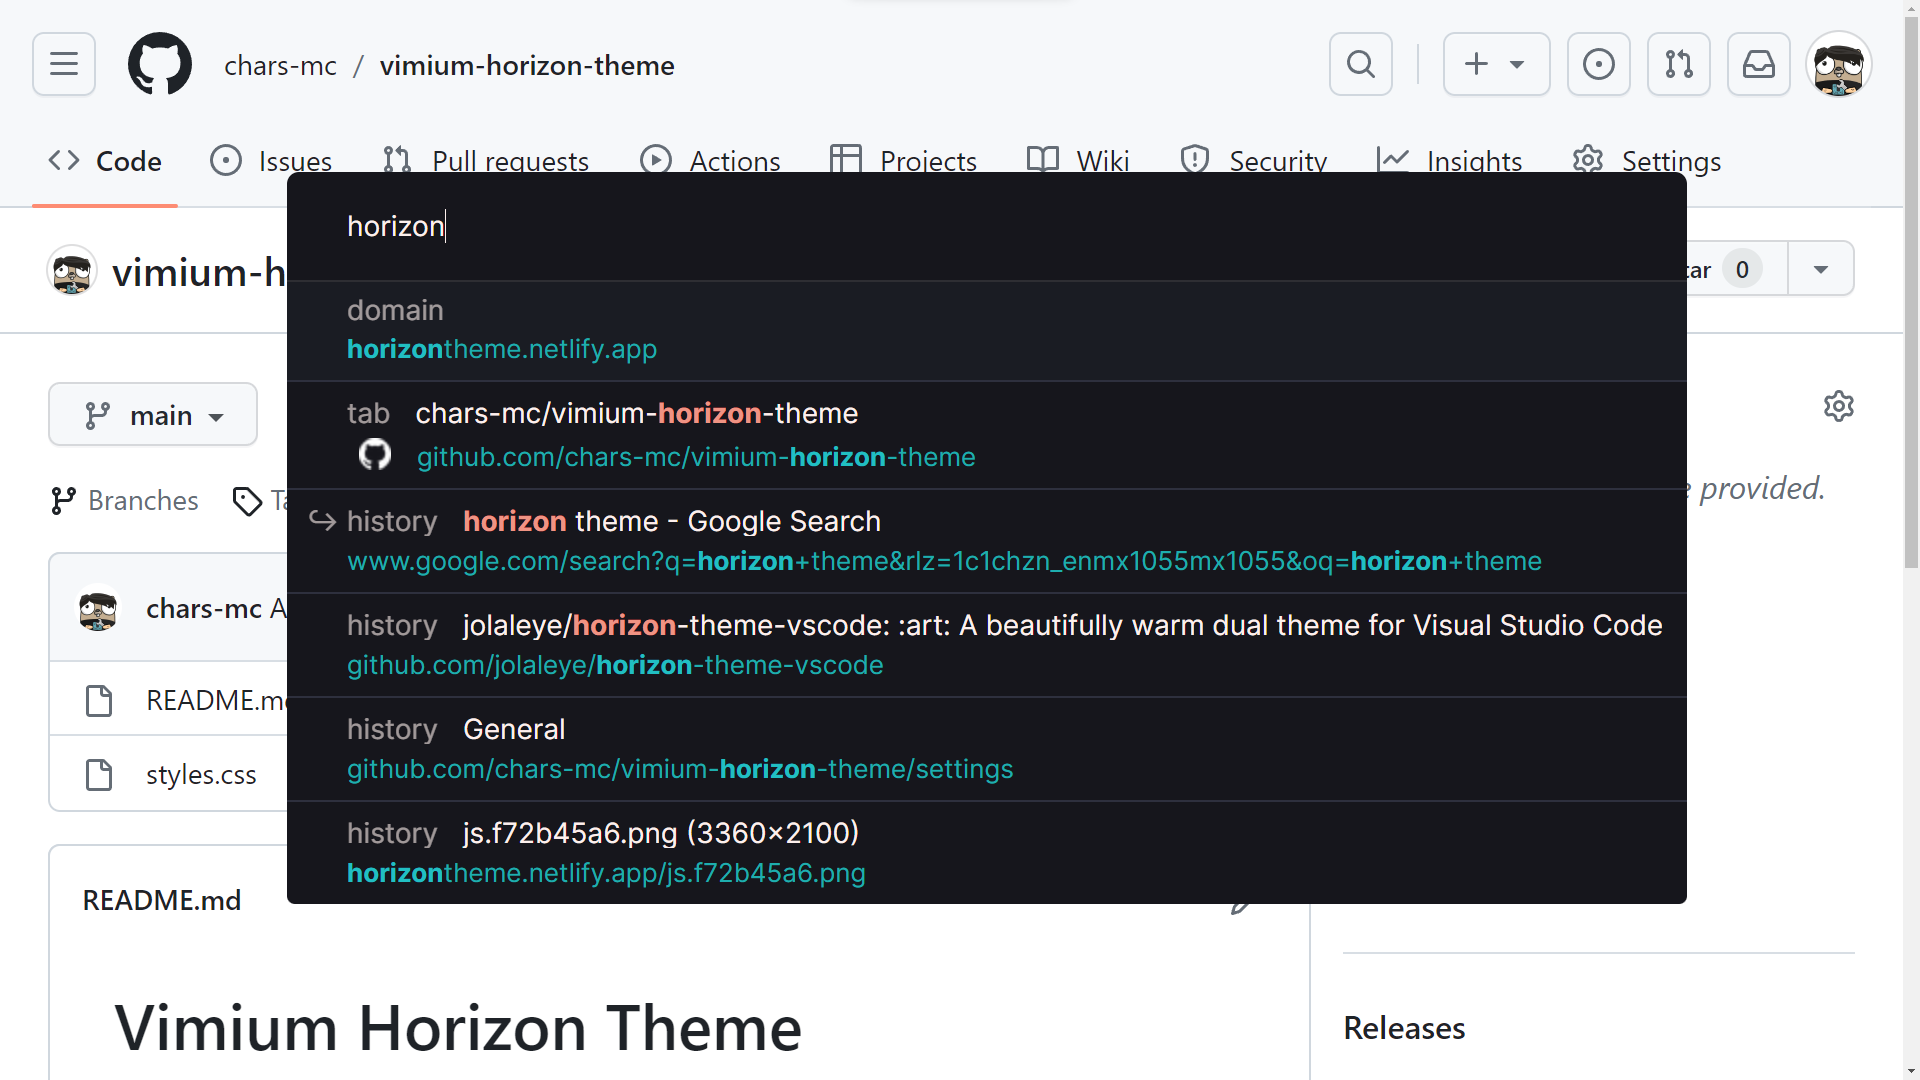 chars-mc / vimium-horizon-theme
Code Issues Pull requests Actions Projects Wiki Security Insights Settings
horizon
vimium-h
tar 0
domain
horizontheme.netlify.app
main
tab chars-mc/vimium-horizon-theme
github.com/chars-mc/vimium-horizon-theme
Branches
provided.
history horizon theme - Google Search
www.google.com/search?q=horizon+theme&rlz=1c1chzn_enmx1055mx1055&oq=horizon+theme
chars-mc A
history jolaleye/horizon-theme-vscode: :art: A beautifully warm dual theme for Visual Studio Code
github.com/jolaleye/horizon-theme-vscode
README.m
history General
github.com/chars-mc/vimium-horizon-theme/settings
styles.css
history js.f72b45a6.png (3360×2100)
horizontheme.netlify.app/js.f72b45a6.png
README.md
Vimium Horizon Theme
Releases